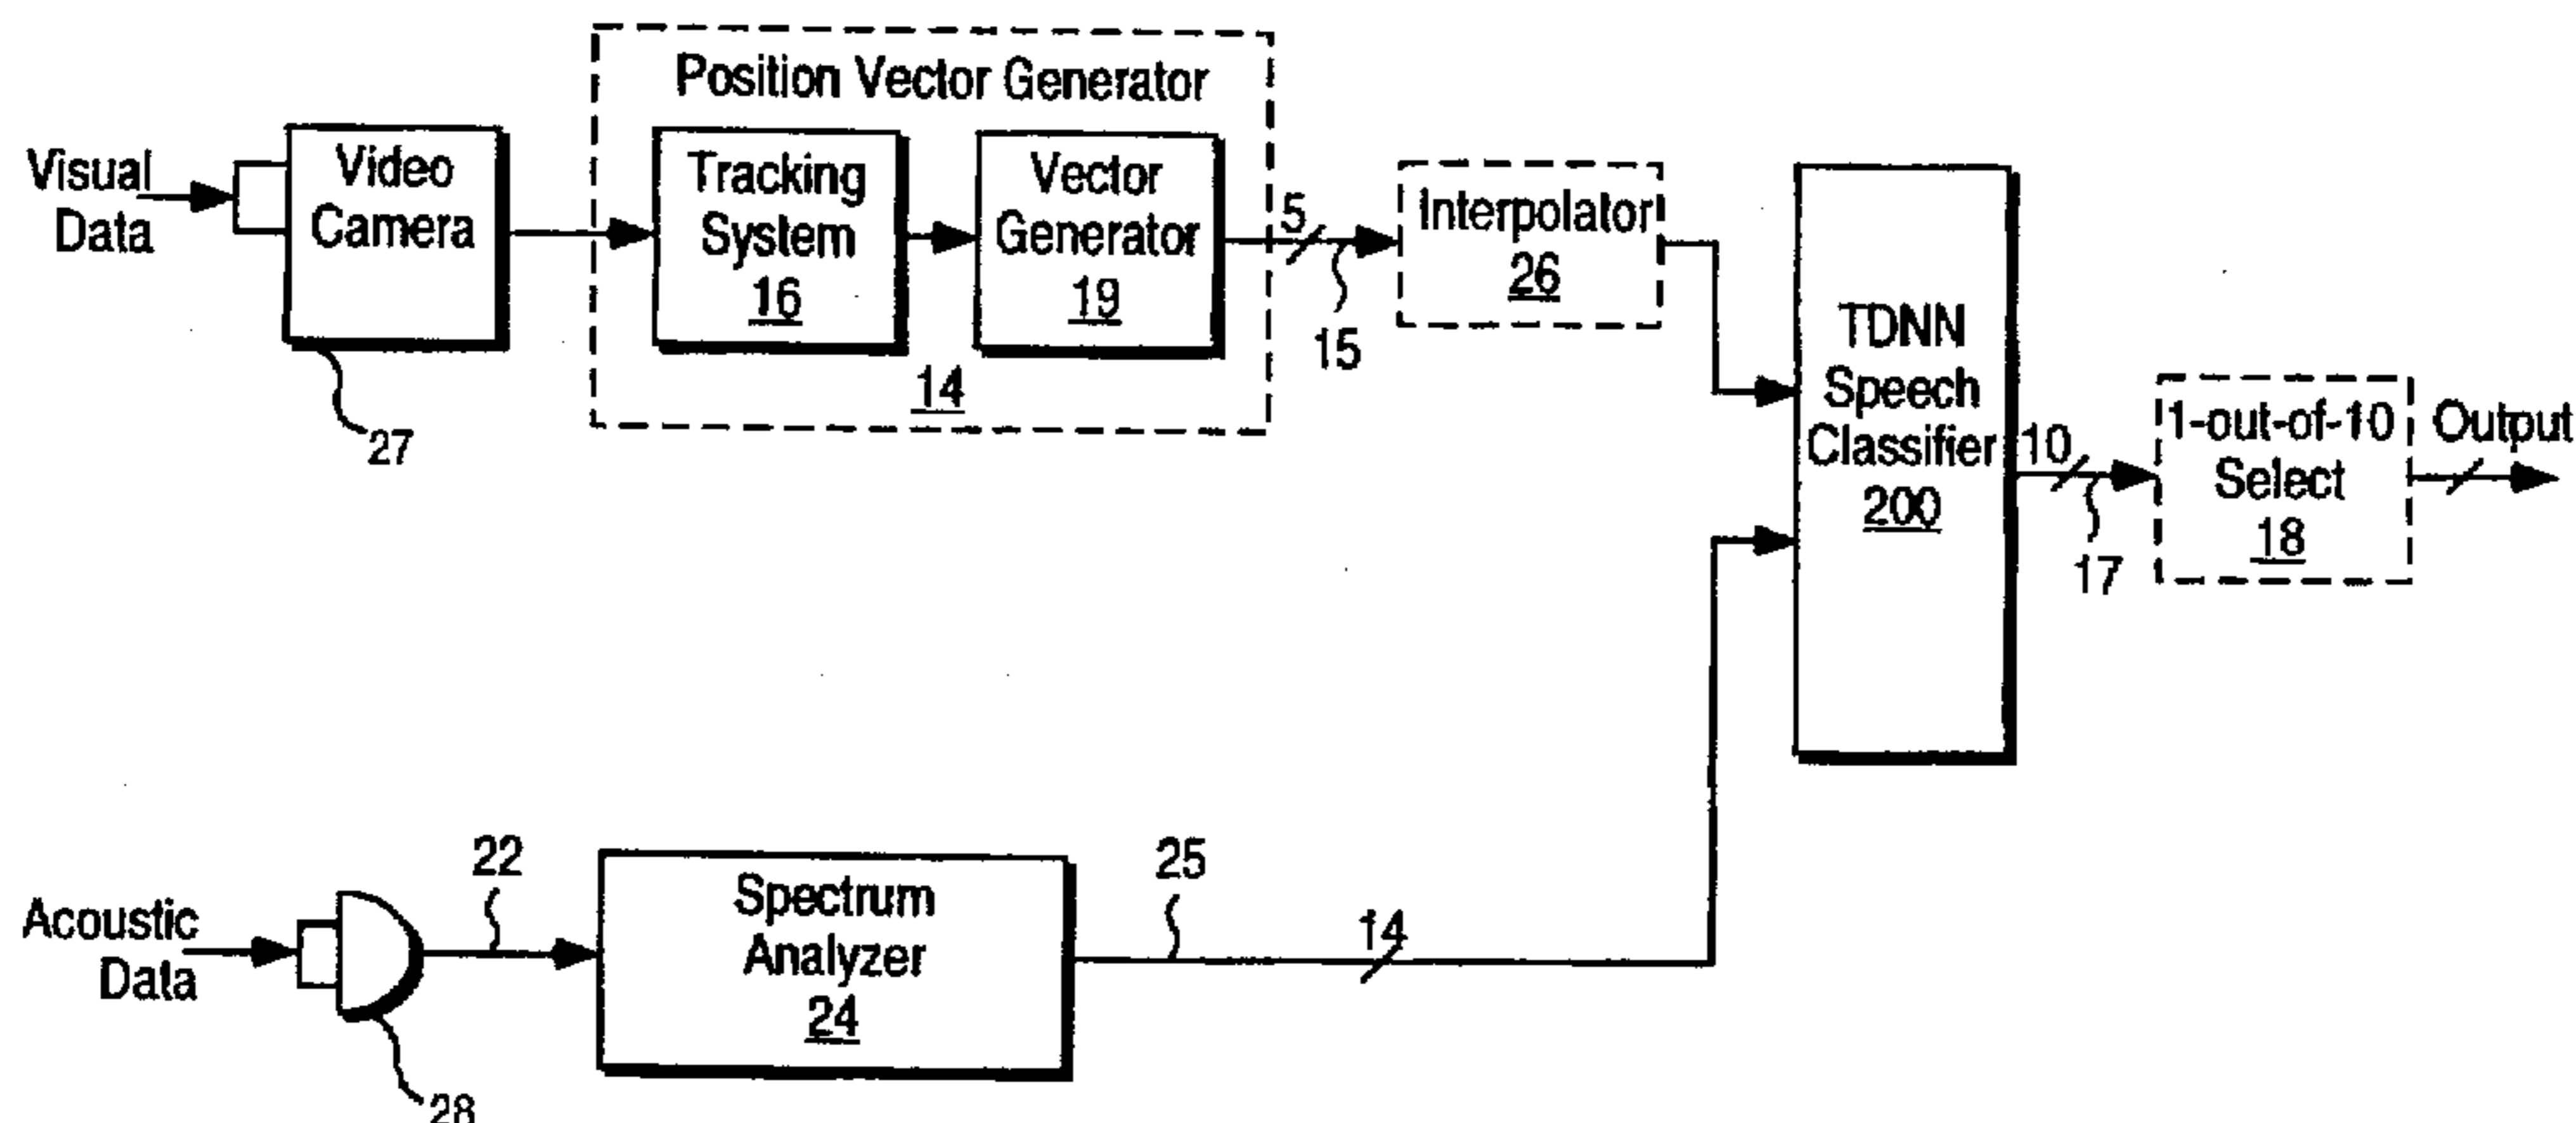 Position Vector Generator
Visual
Data
Video
Camera
27
Tracking
System
16
Vector
Generator
19
14
5
15
Interpolator
26
TDNN
Speech
Classifier
200
10
17
1-out-of-10
Select
18
Output
Acoustic
Data
28
22
Spectrum
Analyzer
24
25
14